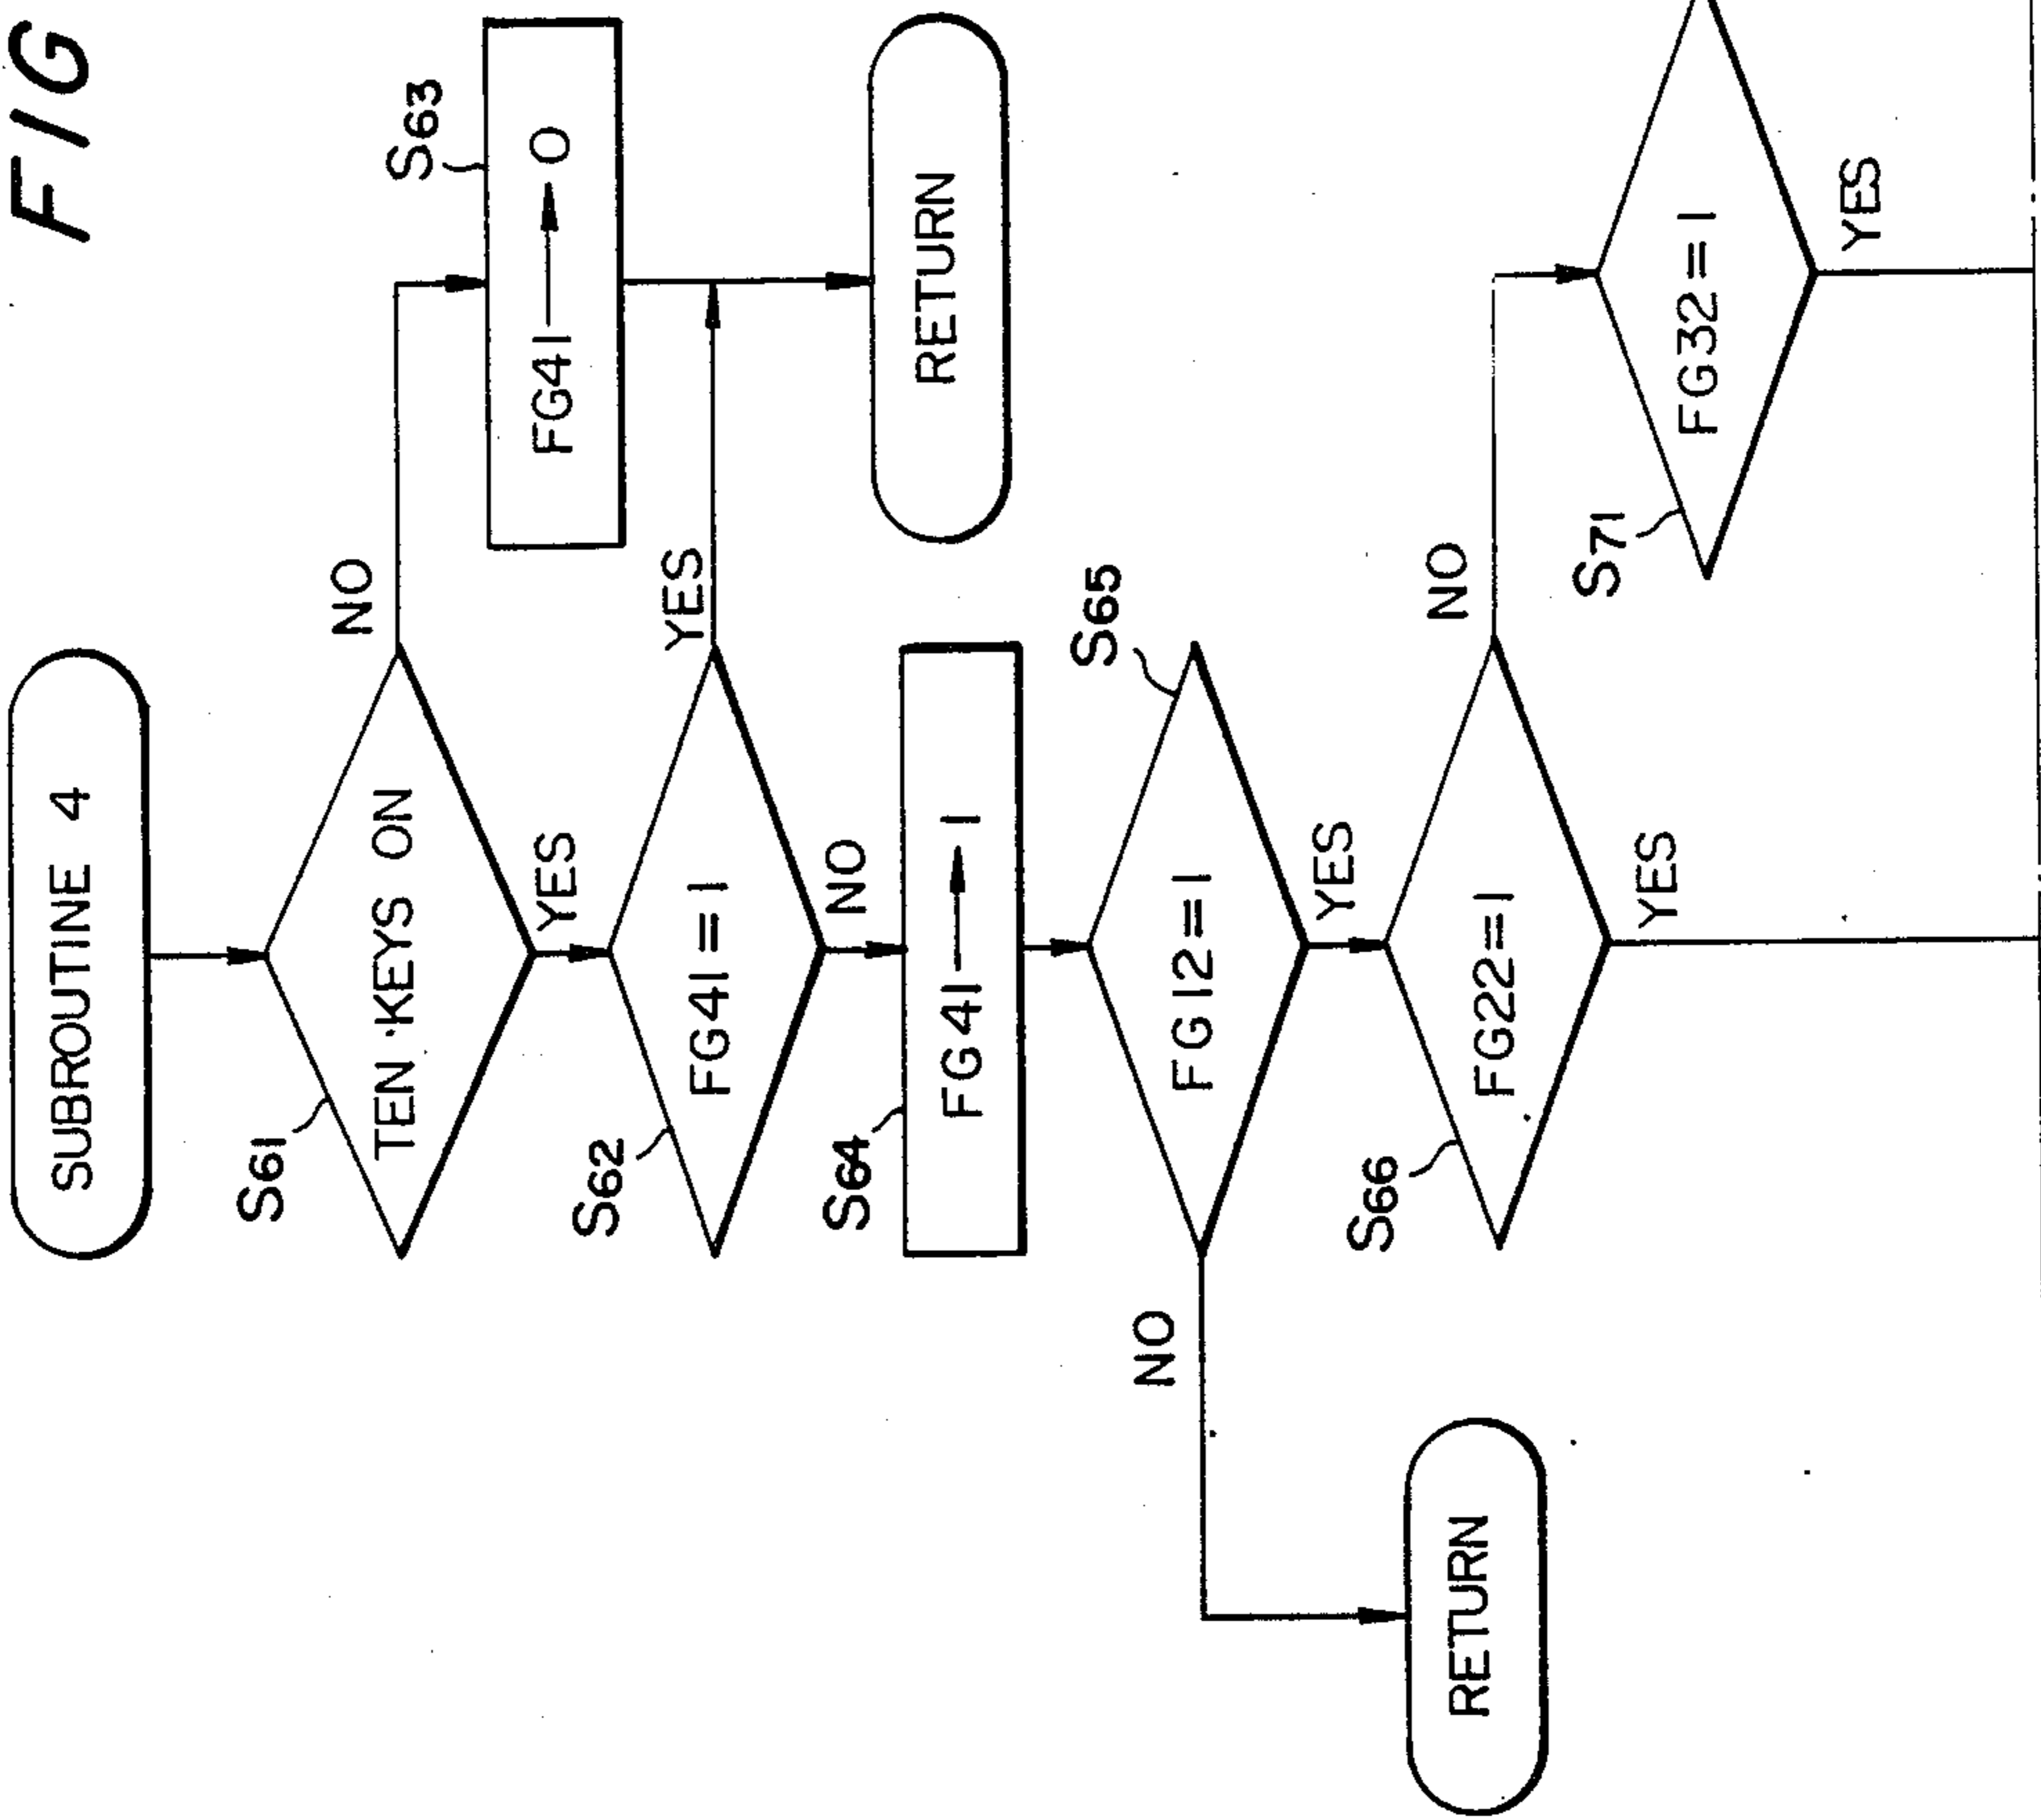 FIG
SUBROUTINE 4
S61
TEN KEYS ON
NO
YES
S63
FG41 → 0
S62
FG41=1
YES
NO
RETURN
S64
FG41 → 1
S65
FG12=1
NO
YES
RETURN
S66
FG22=1
NO
YES
S71
FG32=1
YES